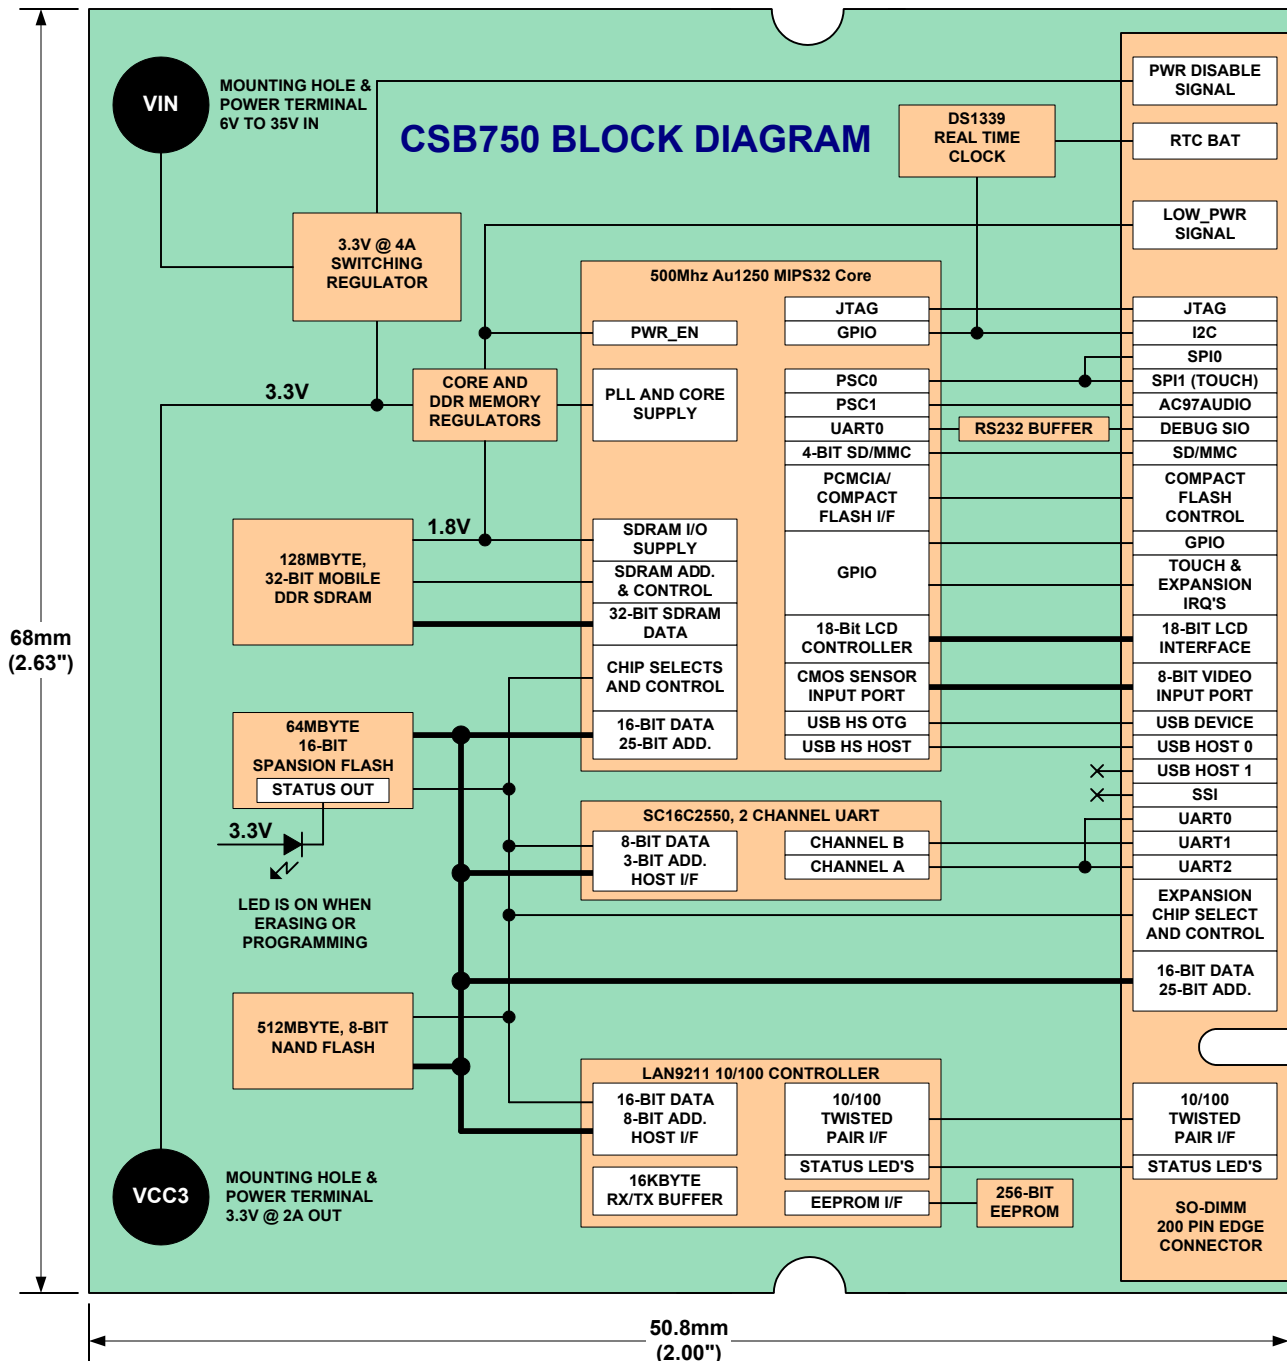 VIN
MOUNTING HOLE &
POWER TERMINAL
6V TO 35V IN
CSB750 BLOCK DIAGRAM
DS1339
REAL TIME
CLOCK
PWR DISABLE
SIGNAL
RTC BAT
LOW_PWR
SIGNAL
3.3V @ 4A
SWITCHING
REGULATOR
3.3V
CORE AND
DDR MEMORY
REGULATORS
1.8V
500Mhz Au1250 MIPS32 Core
PWR_EN
PLL AND CORE
SUPPLY
SDRAM I/O
SUPPLY
SDRAM ADD.
& CONTROL
32-BIT SDRAM
DATA
CHIP SELECTS
AND CONTROL
16-BIT DATA
25-BIT ADD.
JTAG
GPIO
PSC0
PSC1
UART0
4-BIT SD/MMC
PCMCIA/
COMPACT
FLASH I/F
GPIO
18-Bit LCD
CONTROLLER
CMOS SENSOR
INPUT PORT
USB HS OTG
USB HS HOST
RS232 BUFFER
JTAG
I2C
SPI0
SPI1 (TOUCH)
AC97AUDIO
DEBUG SIO
SD/MMC
COMPACT
FLASH
CONTROL
GPIO
TOUCH &
EXPANSION
IRQ'S
18-BIT LCD
INTERFACE
8-BIT VIDEO
INPUT PORT
USB DEVICE
USB HOST 0
USB HOST 1
SSI
UART0
UART1
UART2
EXPANSION
CHIP SELECT
AND CONTROL
16-BIT DATA
25-BIT ADD.
128MBYTE,
32-BIT MOBILE
DDR SDRAM
68mm
(2.63")
64MBYTE
16-BIT
SPANSION FLASH
STATUS OUT
3.3V
LED IS ON WHEN
ERASING OR
PROGRAMMING
SC16C2550, 2 CHANNEL UART
8-BIT DATA
3-BIT ADD.
HOST I/F
CHANNEL B
CHANNEL A
512MBYTE, 8-BIT
NAND FLASH
LAN9211 10/100 CONTROLLER
16-BIT DATA
8-BIT ADD.
HOST I/F
16KBYTE
RX/TX BUFFER
10/100
TWISTED
PAIR I/F
STATUS LED'S
EEPROM I/F
256-BIT
EEPROM
10/100
TWISTED
PAIR I/F
STATUS LED'S
SO-DIMM
200 PIN EDGE
CONNECTOR
VCC3
MOUNTING HOLE &
POWER TERMINAL
3.3V @ 2A OUT
50.8mm
(2.00")